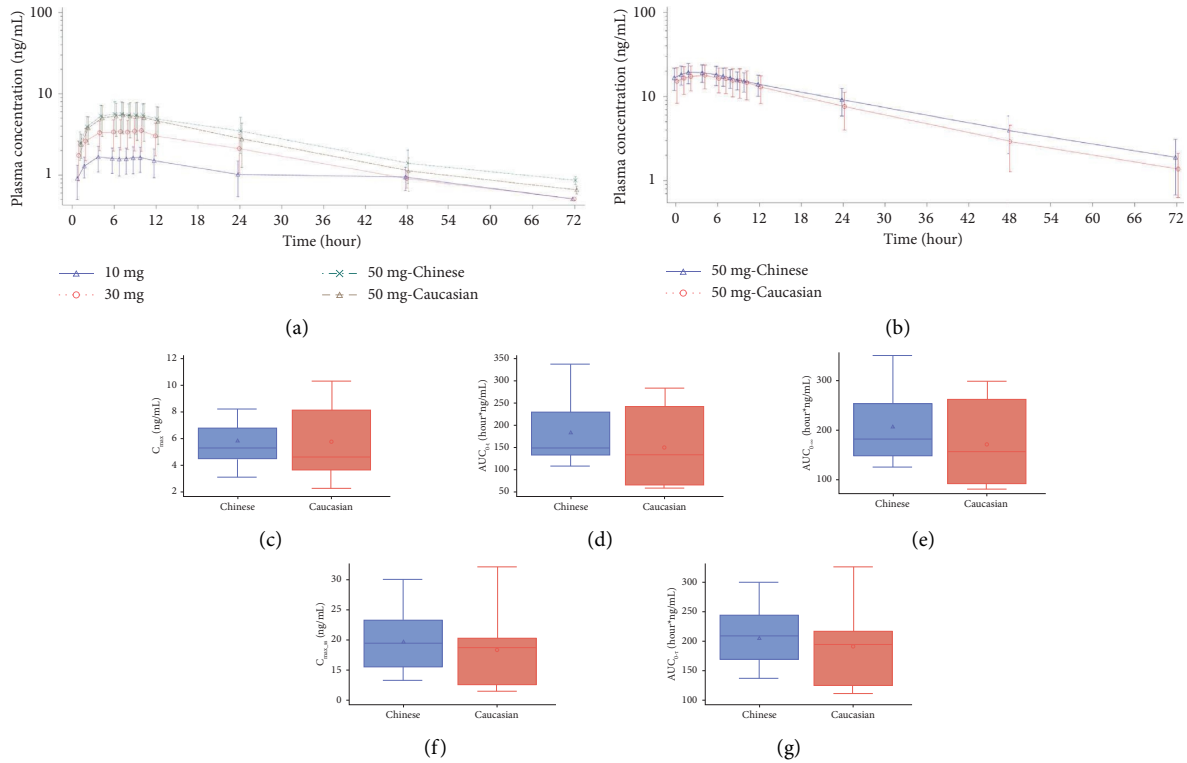 Plasma concentration (ng/mL)
100
10
1
0 6 12 18 24 30 36 42 48 54 60 66 72
Time (hour)
10 mg
30 mg
50 mg-Chinese
50 mg-Caucasian
(a)
Plasma concentration (ng/mL)
100
10
1
0 6 12 18 24 30 36 42 48 54 60 66 72
Time (hour)
50 mg-Chinese
50 mg-Caucasian
(b)
Cmax (ng/mL)
12
10
8
6
4
2
Chinese Caucasian
(c)
AUC0-t (hour*ng/mL)
350
300
250
200
150
100
50
Chinese Caucasian
(d)
AUC0-∞ (hour*ng/mL)
300
200
100
Chinese Caucasian
(e)
Cmax_ss (ng/mL)
30
25
20
15
0
Chinese Caucasian
(f)
AUC0-τ (hour*ng/mL)
300
250
200
150
100
Chinese Caucasian
(g)